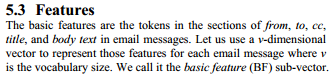 5.3 Features
The basic features are the tokens in the sections of from, to, cc,
title, and body text in email messages. Let us use a v-dimensional
vector to represent those features for each email message where v
is the vocabulary size. We call it the basic feature (BF) sub-vector.